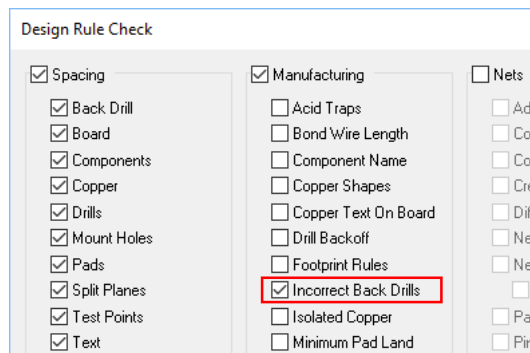 Design Rule Check
Spacing
Back Drill
Board
Components
Copper
Drills
Mount Holes
Pads
Split Planes
Test Points
Text
Manufacturing
Acid Traps
Bond Wire Length
Component Name
Copper Shapes
Copper Text On Board
Drill Backoff
Footprint Rules
Incorrect Back Drills
Isolated Copper
Minimum Pad Land
Nets